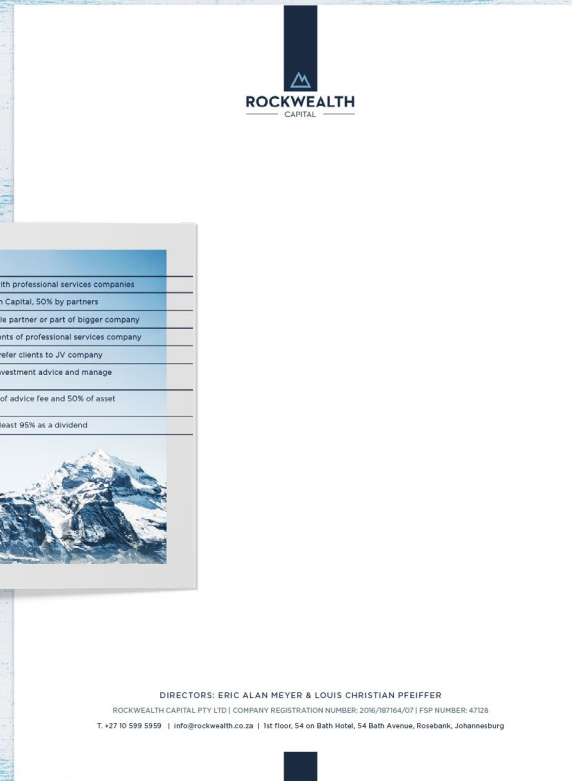 ROCKWEALTH
CAPITAL
ith professional services companies
n Capital, 50% by partners
le partner or part of bigger company
nts of professional services company
refer clients to JV company
vestment advice and manage
of advice fee and 50% of asset
least 95% as a dividend
DIRECTORS: ERIC ALAN MEYER & LOUIS CHRISTIAN PFEIFFER
ROCKWEALTH CAPITAL PTY LTD | COMPANY REGISTRATION NUMBER: 2016/187164/07 | FSP NUMBER: 47128
T. +27 10 599 5959 | info@rockwealth.co.za | 1st floor, 54 on Bath Hotel, 54 Bath Avenue, Rosebank, Johannesburg